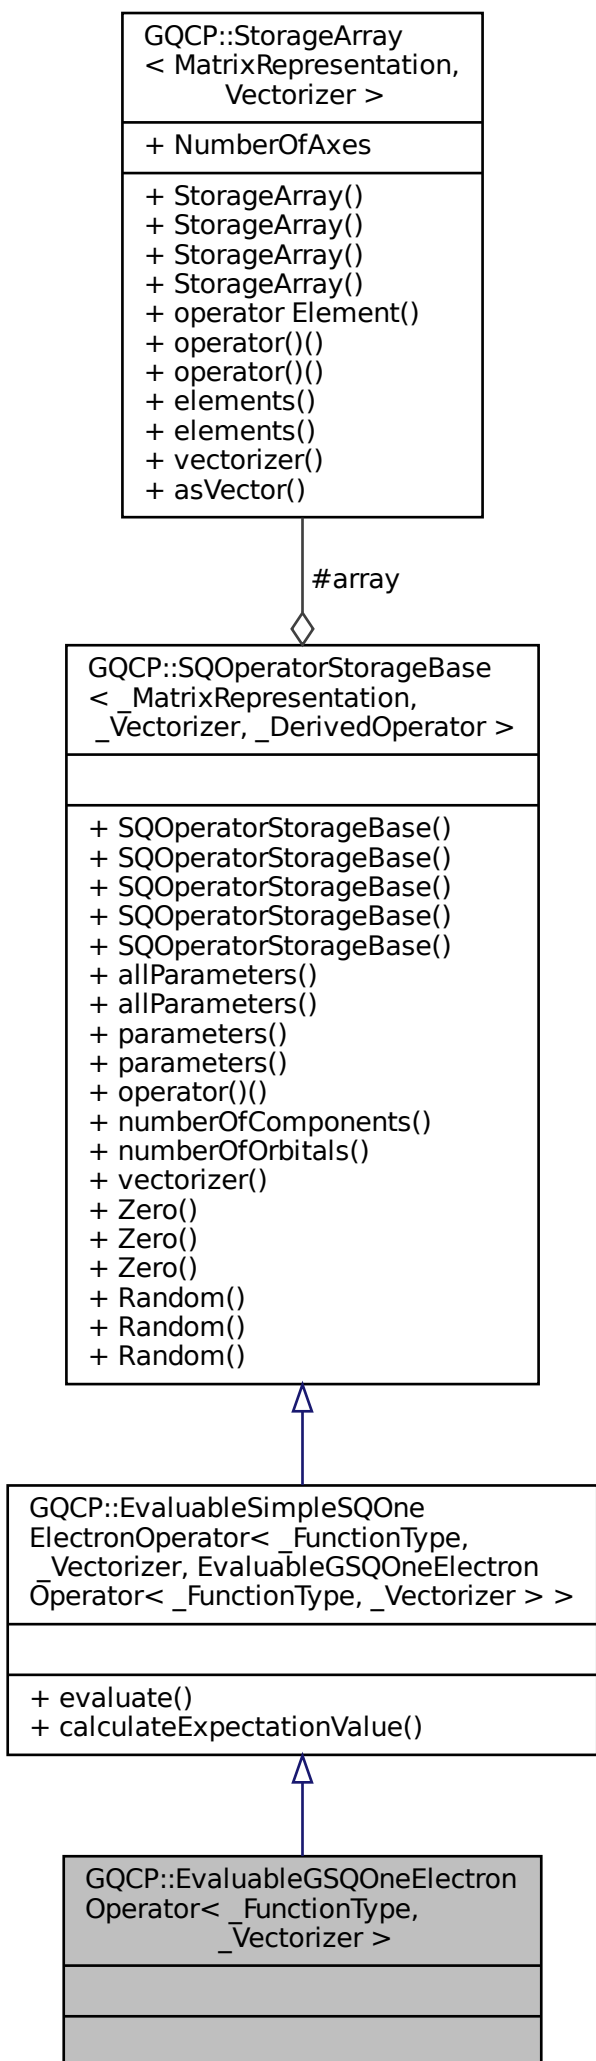 GQCP::StorageArray
< MatrixRepresentation,
Vectorizer >
+ NumberOfAxes
+ StorageArray()
+ StorageArray()
+ StorageArray()
+ StorageArray()
+ operator Element()
+ operator()()
+ operator()()
+ elements()
+ elements()
+ vectorizer()
+ asVector()
#array
GQCP::SQOperatorStorageBase
< _MatrixRepresentation,
_Vectorizer, _DerivedOperator >
+ SQOperatorStorageBase()
+ SQOperatorStorageBase()
+ SQOperatorStorageBase()
+ SQOperatorStorageBase()
+ SQOperatorStorageBase()
+ allParameters()
+ allParameters()
+ parameters()
+ parameters()
+ operator()()
+ numberOfComponents()
+ numberOfOrbitals()
+ vectorizer()
+ Zero()
+ Zero()
+ Zero()
+ Random()
+ Random()
+ Random()
GQCP::EvaluableSimpleSQOne
ElectronOperator< _FunctionType,
_Vectorizer, EvaluableGSQOneElectron
Operator< _FunctionType, _Vectorizer > >
+ evaluate()
+ calculateExpectationValue()
GQCP::EvaluableGSQOneElectron
Operator< _FunctionType,
_Vectorizer >